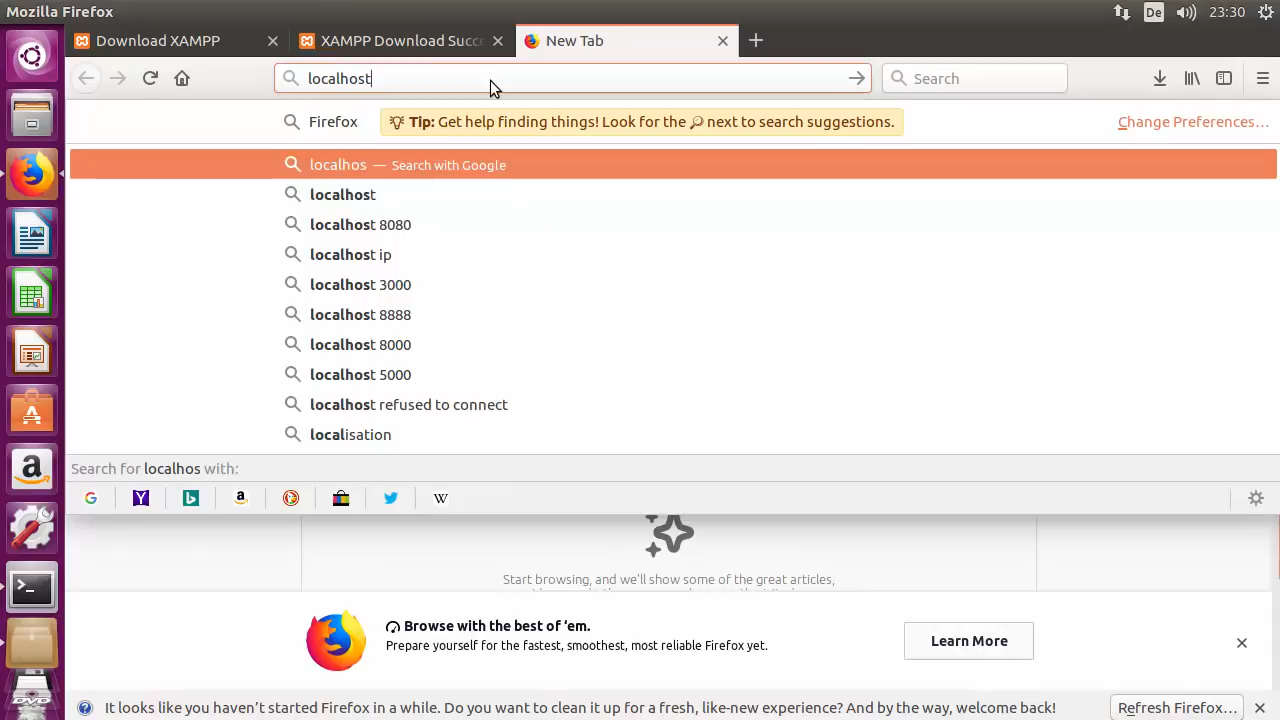 Mozilla Firefox
De
23:30
Download XAMPP
XAMPP Download Succe
New Tab
localhost
Search
Firefox
Tip: Get help finding things! Look for the next to search suggestions.
Change Preferences...
localhos — Search with Google
localhost
localhost 8080
localhost ip
localhost 3000
localhost 8888
localhost 8000
localhost 5000
localhost refused to connect
localisation
Search for localhos with:
Start browsing, and we'll show some of the great articles,
Browse with the best of 'em.
Prepare yourself for the fastest, smoothest, most reliable Firefox yet.
Learn More
It looks like you haven't started Firefox in a while. Do you want to clean it up for a fresh, like-new experience? And by the way, welcome back!
Refresh Firefox...
DVD